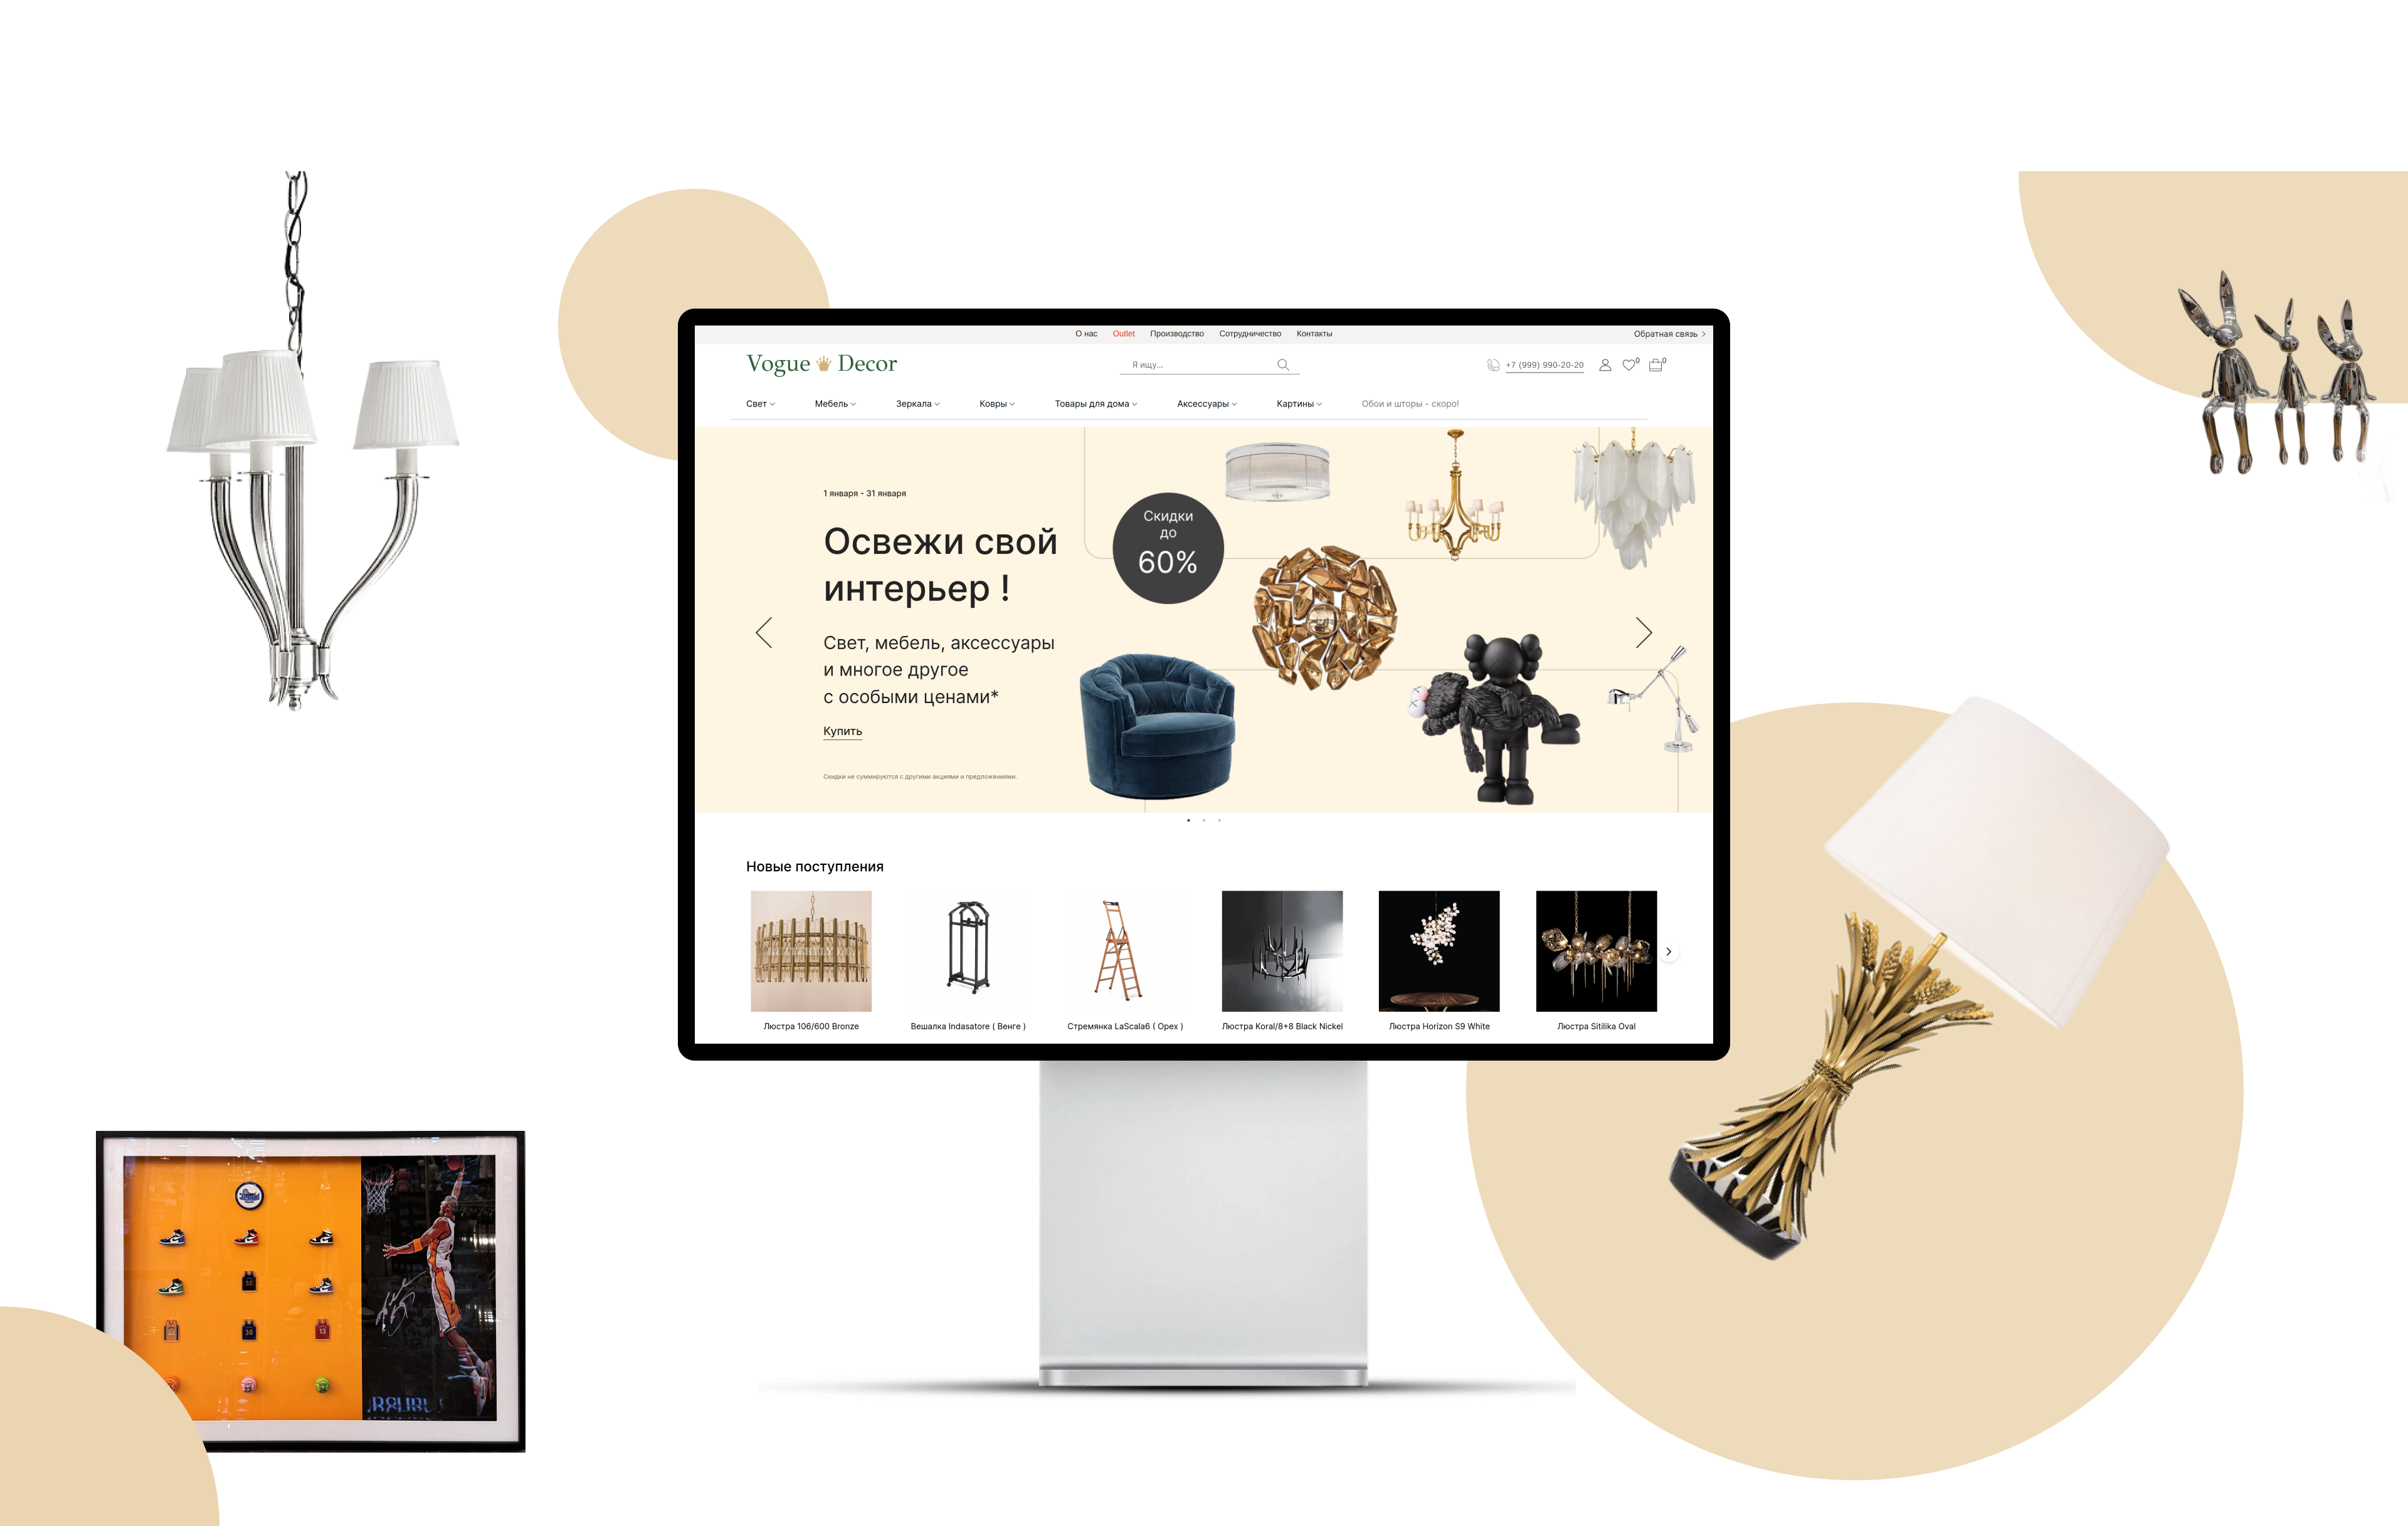 О нас Outlet Производство Сотрудничество Контакты Обратная связь
Vogue Decor
Я ищу...
+7 (999) 990-20-20
0
0
Свет Мебель Зеркала Ковры Товары для дома Аксессуары Картины Обои и шторы - скоро!
1 января - 31 января
Освежи свой
интерьер !
Скидки
до
60%
Свет, мебель, аксессуары
и многое другое
с особыми ценами*
Купить
Скидки не суммируются с другими акциями и предложениями.
Новые поступления
Люстра 106/600 Bronze
Вешалка Indasatore ( Венге )
Стремянка LaScala6 ( Орех )
Люстра Koral/8+8 Black Nickel
Люстра Horizon S9 White
Люстра Sitilika Oval
30
13